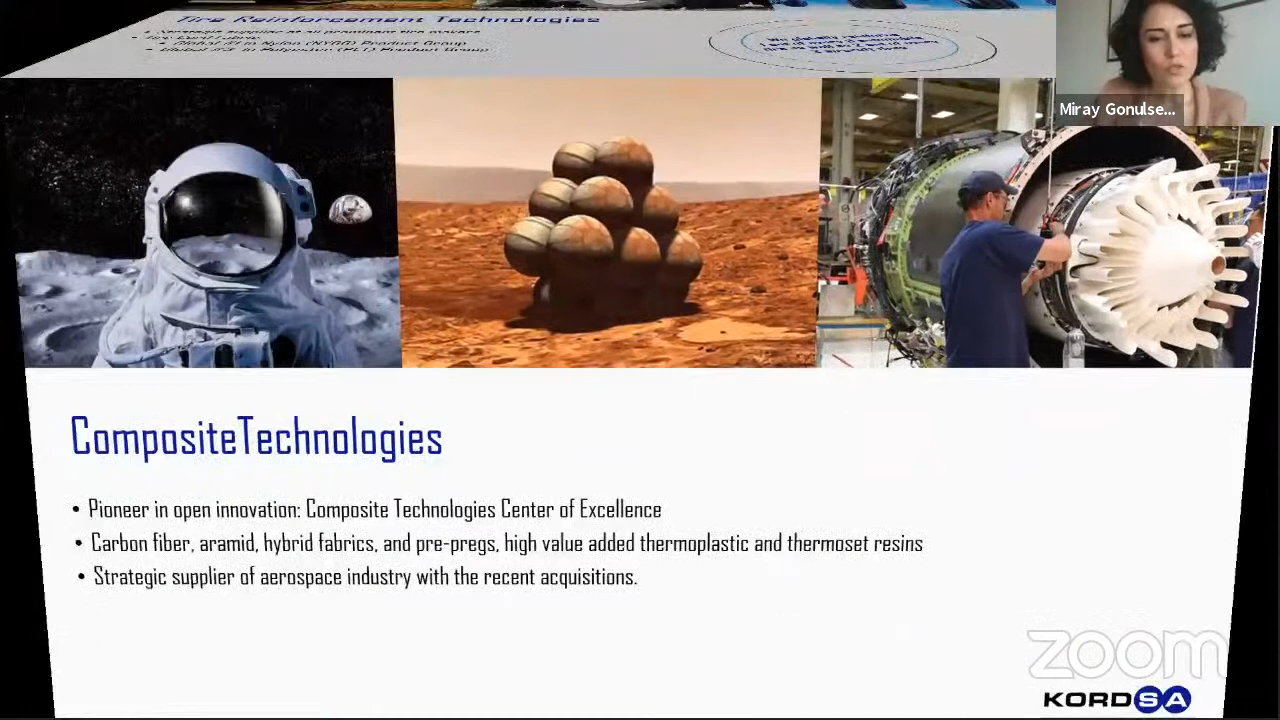 Tire Reinforcement Technologies
Miray Gonulse...
CompositeTechnologies
• Pioneer in open innovation: Composite Technologies Center of Excellence
• Carbon fiber, aramid, hybrid fabrics, and pre-pregs, high value added thermoplastic and thermoset resins
• Strategic supplier of aerospace industry with the recent acquisitions.
zoom
KORDSA